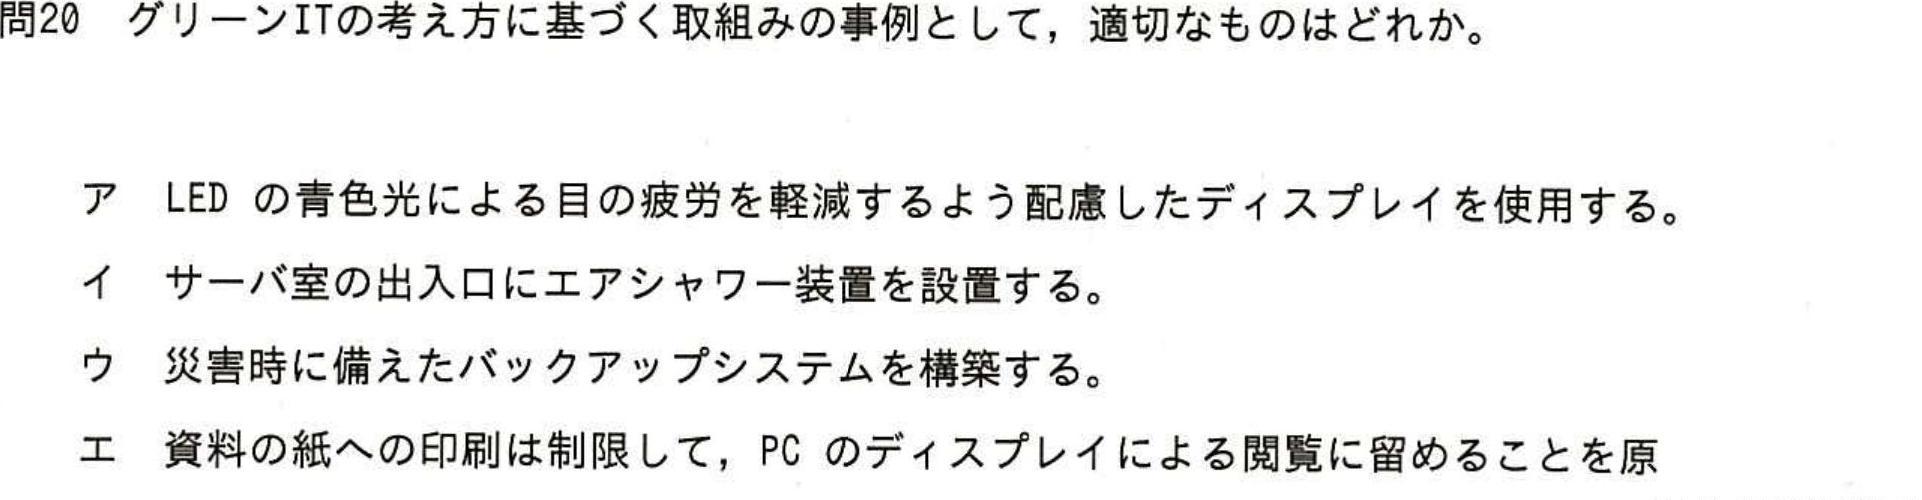 問20　グリーンITの考え方に基づく取組みの事例として，適切なものはどれか。
ア　LED の青色光による目の疲労を軽減するよう配慮したディスプレイを使用する。
イ　サーバ室の出入口にエアシャワー装置を設置する。
ウ　災害時に備えたバックアップシステムを構築する。
エ　資料の紙への印刷は制限して，PC のディスプレイによる閲覧に留めることを原